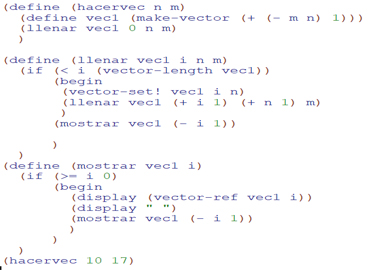 (define (hacervec n m)
(define vec1 (make-vector (+ (- m n) 1)))
(llenar vec1 0 n m)
)
(define (llenar vec1 i n m)
(if (< i (vector-length vec1))
(begin
(vector-set! vec1 i n)
(llenar vec1 (+ i 1) (+ n 1) m)
)
(mostrar vec1 (- i 1))
)
)
(define (mostrar vec1 i)
(if (>= i 0)
(begin
(display (vector-ref vec1 i))
(display " ")
(mostrar vec1 (- i 1))
)
)
)
(hacervec 10 17)